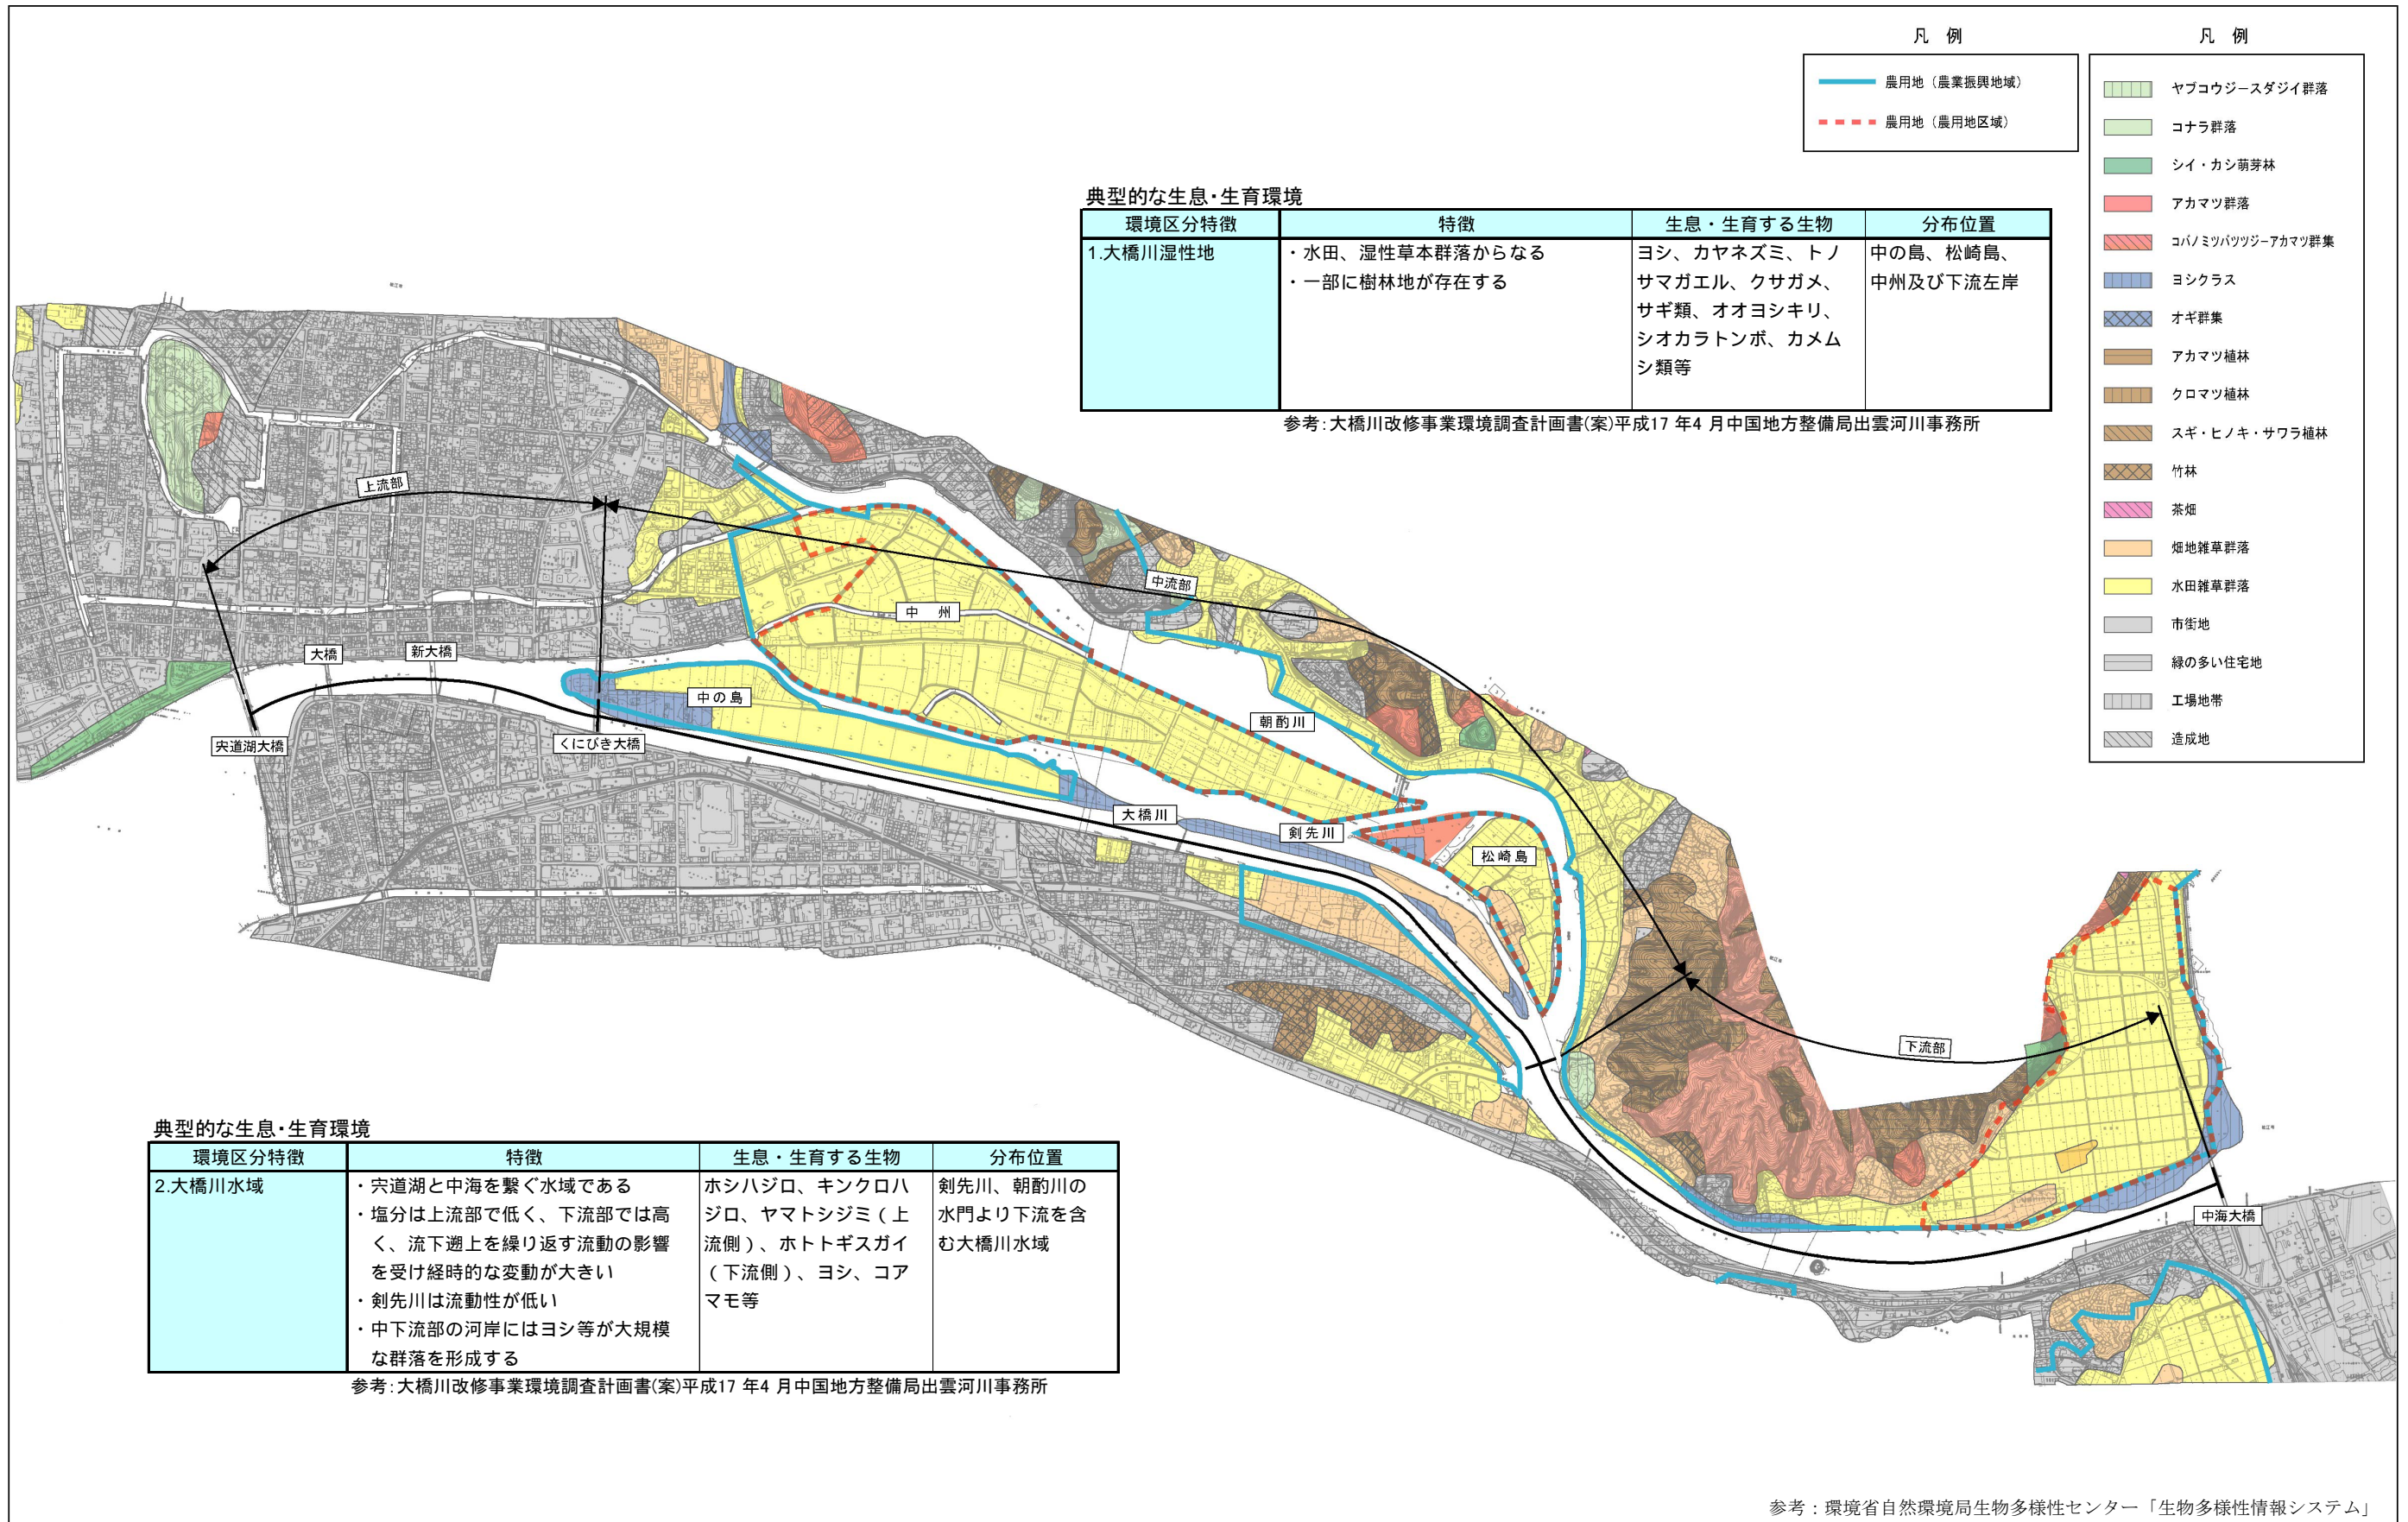 凡 例
農用地（農業振興地域）
農用地（農用地区域）
凡 例
ヤブコウジースダジイ群落
コナラ群落
シイ・カシ萌芽林
アカマツ群落
コバノミツバツツジーアカマツ群集
ヨシクラス
オギ群集
アカマツ植林
クロマツ植林
スギ・ヒノキ・サワラ植林
竹林
茶畑
畑地雑草群落
水田雑草群落
市街地
緑の多い住宅地
工場地帯
造成地
典型的な生息・生育環境
環境区分特徴
特徴
生息・生育する生物
分布位置
1.大橋川湿性地
・水田、湿性草本群落からなる
・一部に樹林地が存在する
ヨシ、カヤネズミ、トノ
サマガエル、クサガメ、
サギ類、オオヨシキリ、
シオカラトンボ、カメム
シ類等
中の島、松崎島、
中州及び下流左岸
参考:大橋川改修事業環境調査計画書(案)平成17 年4 月中国地方整備局出雲河川事務所
上流部
中流部
中 州
大橋
新大橋
中の島
朝酌川
宍道湖大橋
くにびき大橋
大橋川
剣先川
松崎島
下流部
中海大橋
典型的な生息・生育環境
環境区分特徴
特徴
生息・生育する生物
分布位置
2.大橋川水域
・宍道湖と中海を繋ぐ水域である
・塩分は上流部で低く、下流部では高
く、流下遡上を繰り返す流動の影響
を受け経時的な変動が大きい
・剣先川は流動性が低い
・中下流部の河岸にはヨシ等が大規模
な群落を形成する
ホシハジロ、キンクロハ
ジロ、ヤマトシジミ（上
流側）、ホトトギスガイ
（下流側）、ヨシ、コア
マモ等
剣先川、朝酌川の
水門より下流を含
む大橋川水域
参考:大橋川改修事業環境調査計画書(案)平成17 年4 月中国地方整備局出雲河川事務所
参考：環境省自然環境局生物多様性センター「生物多様性情報システム」